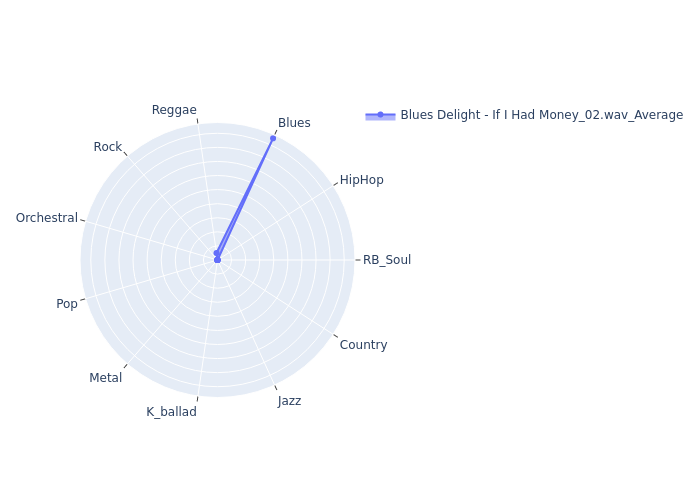 Reggae
Blues
Blues Delight - If I Had Money_02.wav_Average
Rock
HipHop
Orchestral
RB_Soul
Pop
Country
Metal
Jazz
K_ballad